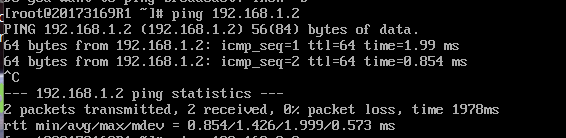 [root@20173169R1 ~]# ping 192.168.1.2
PING 192.168.1.2 (192.168.1.2) 56(84) bytes of data.
64 bytes from 192.168.1.2: icmp_seq=1 ttl=64 time=1.99 ms
64 bytes from 192.168.1.2: icmp_seq=2 ttl=64 time=0.854 ms
^C
--- 192.168.1.2 ping statistics ---
2 packets transmitted, 2 received, 0% packet loss, time 1978ms
rtt min/avg/max/mdev = 0.854/1.426/1.999/0.573 ms